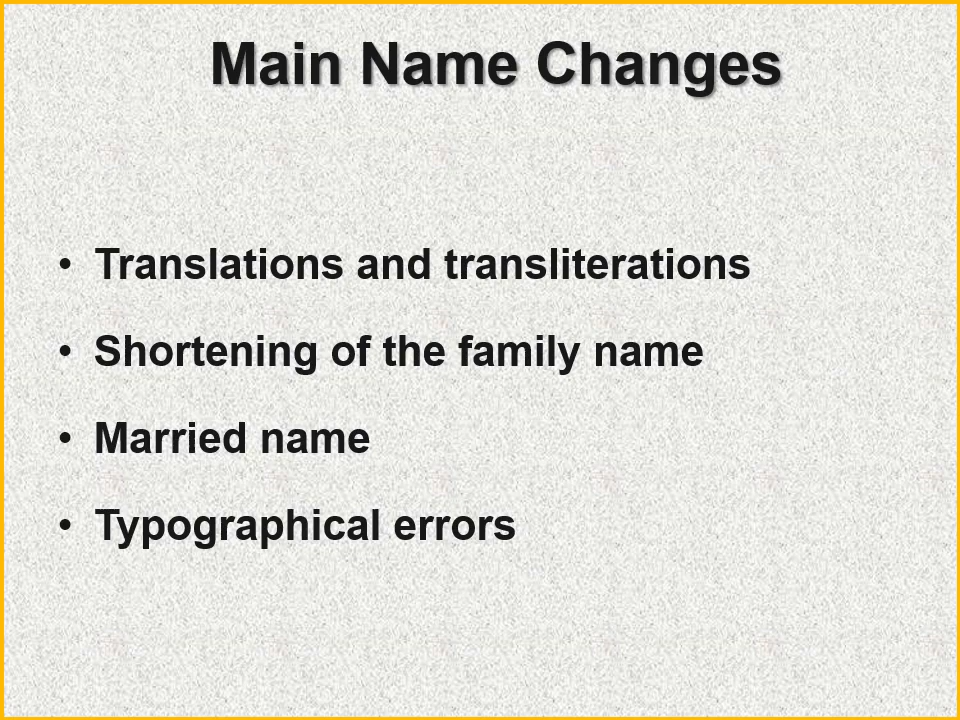 Main Name Changes
• Translations and transliterations
• Shortening of the family name
• Married name
• Typographical errors